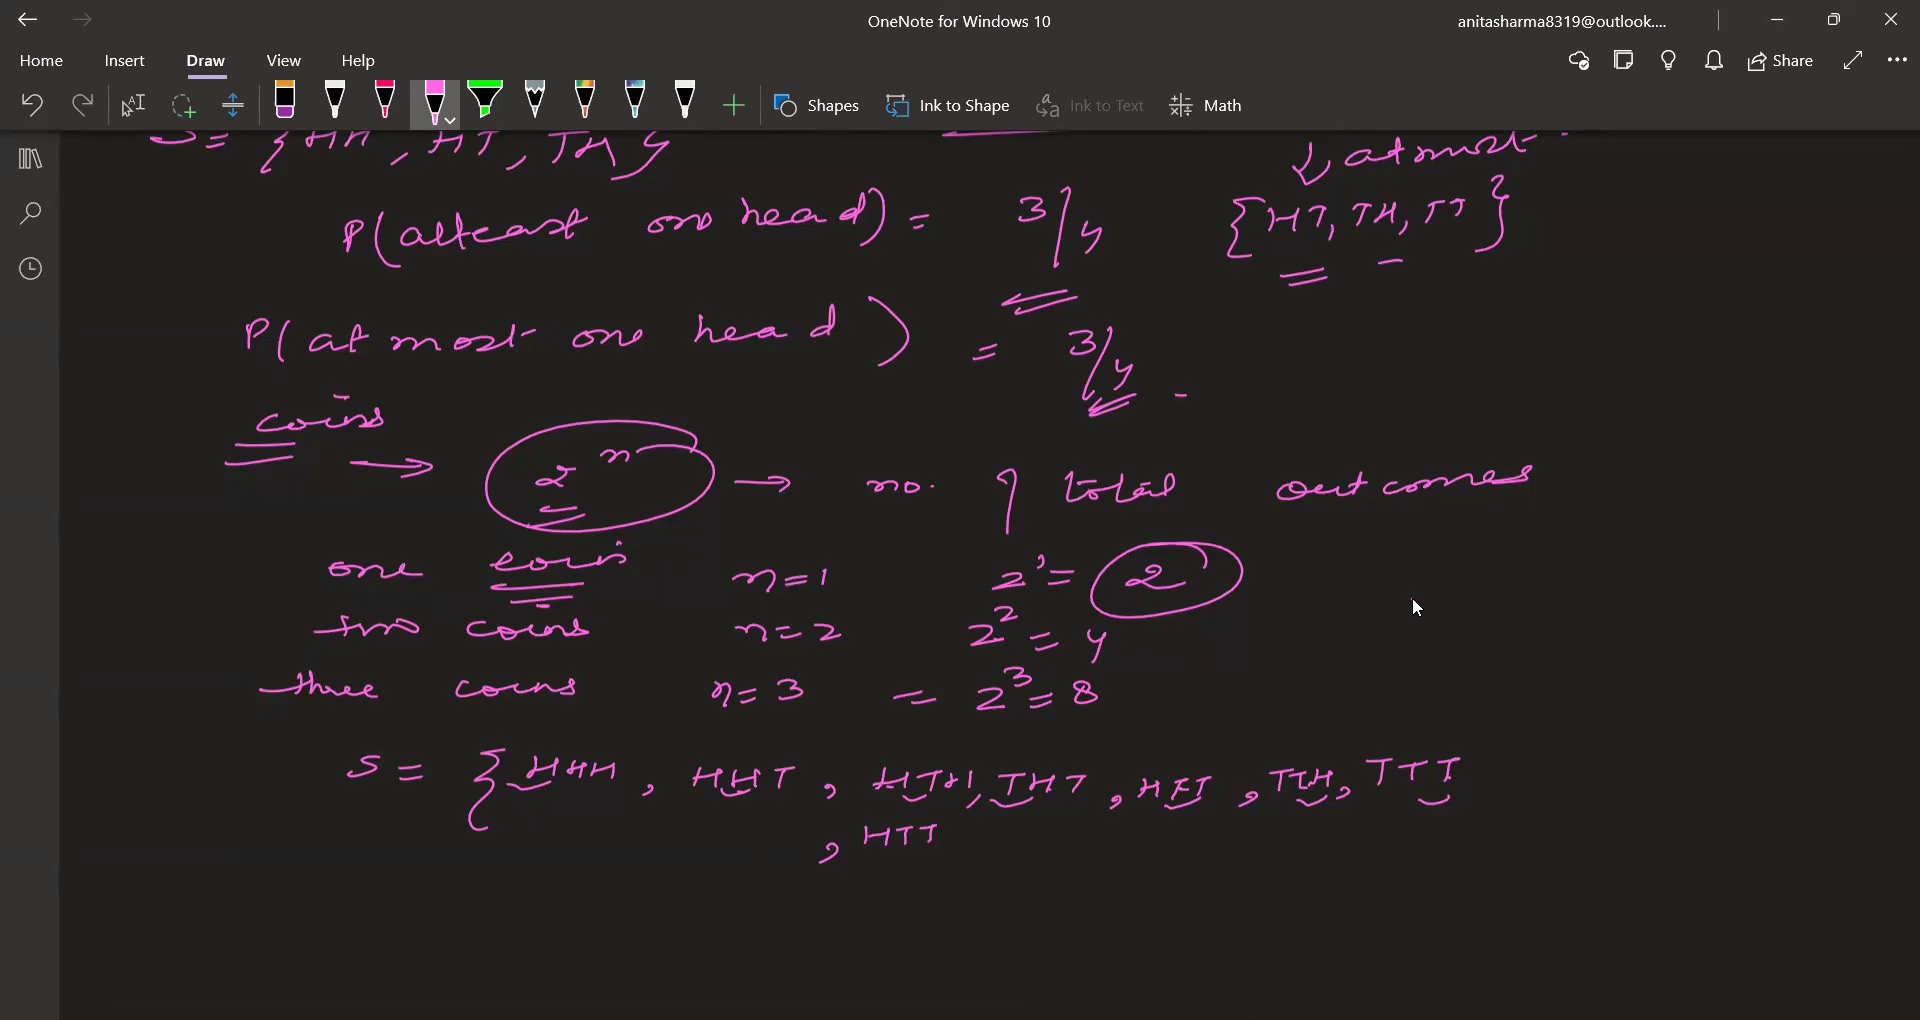 OneNote for Windows 10
anitasharma8319@outlook....
Home Insert Draw View Help
Share
Shapes Ink to Shape Ink to Text Math
S = {HH, HT, TH}
at most
P(atleast one head) = 3/4
{HT, TH, TT}
P(at most one head) = 3/4
coins
→ 2^n → no. of total outcomes
one coin n=1 2^1 = 2
two coins n=2 2^2 = 4
three coins n=3 = 2^3 = 8
S = {HHH, HHT, HTH, THT, HTT, TTH, TTT
, HTT